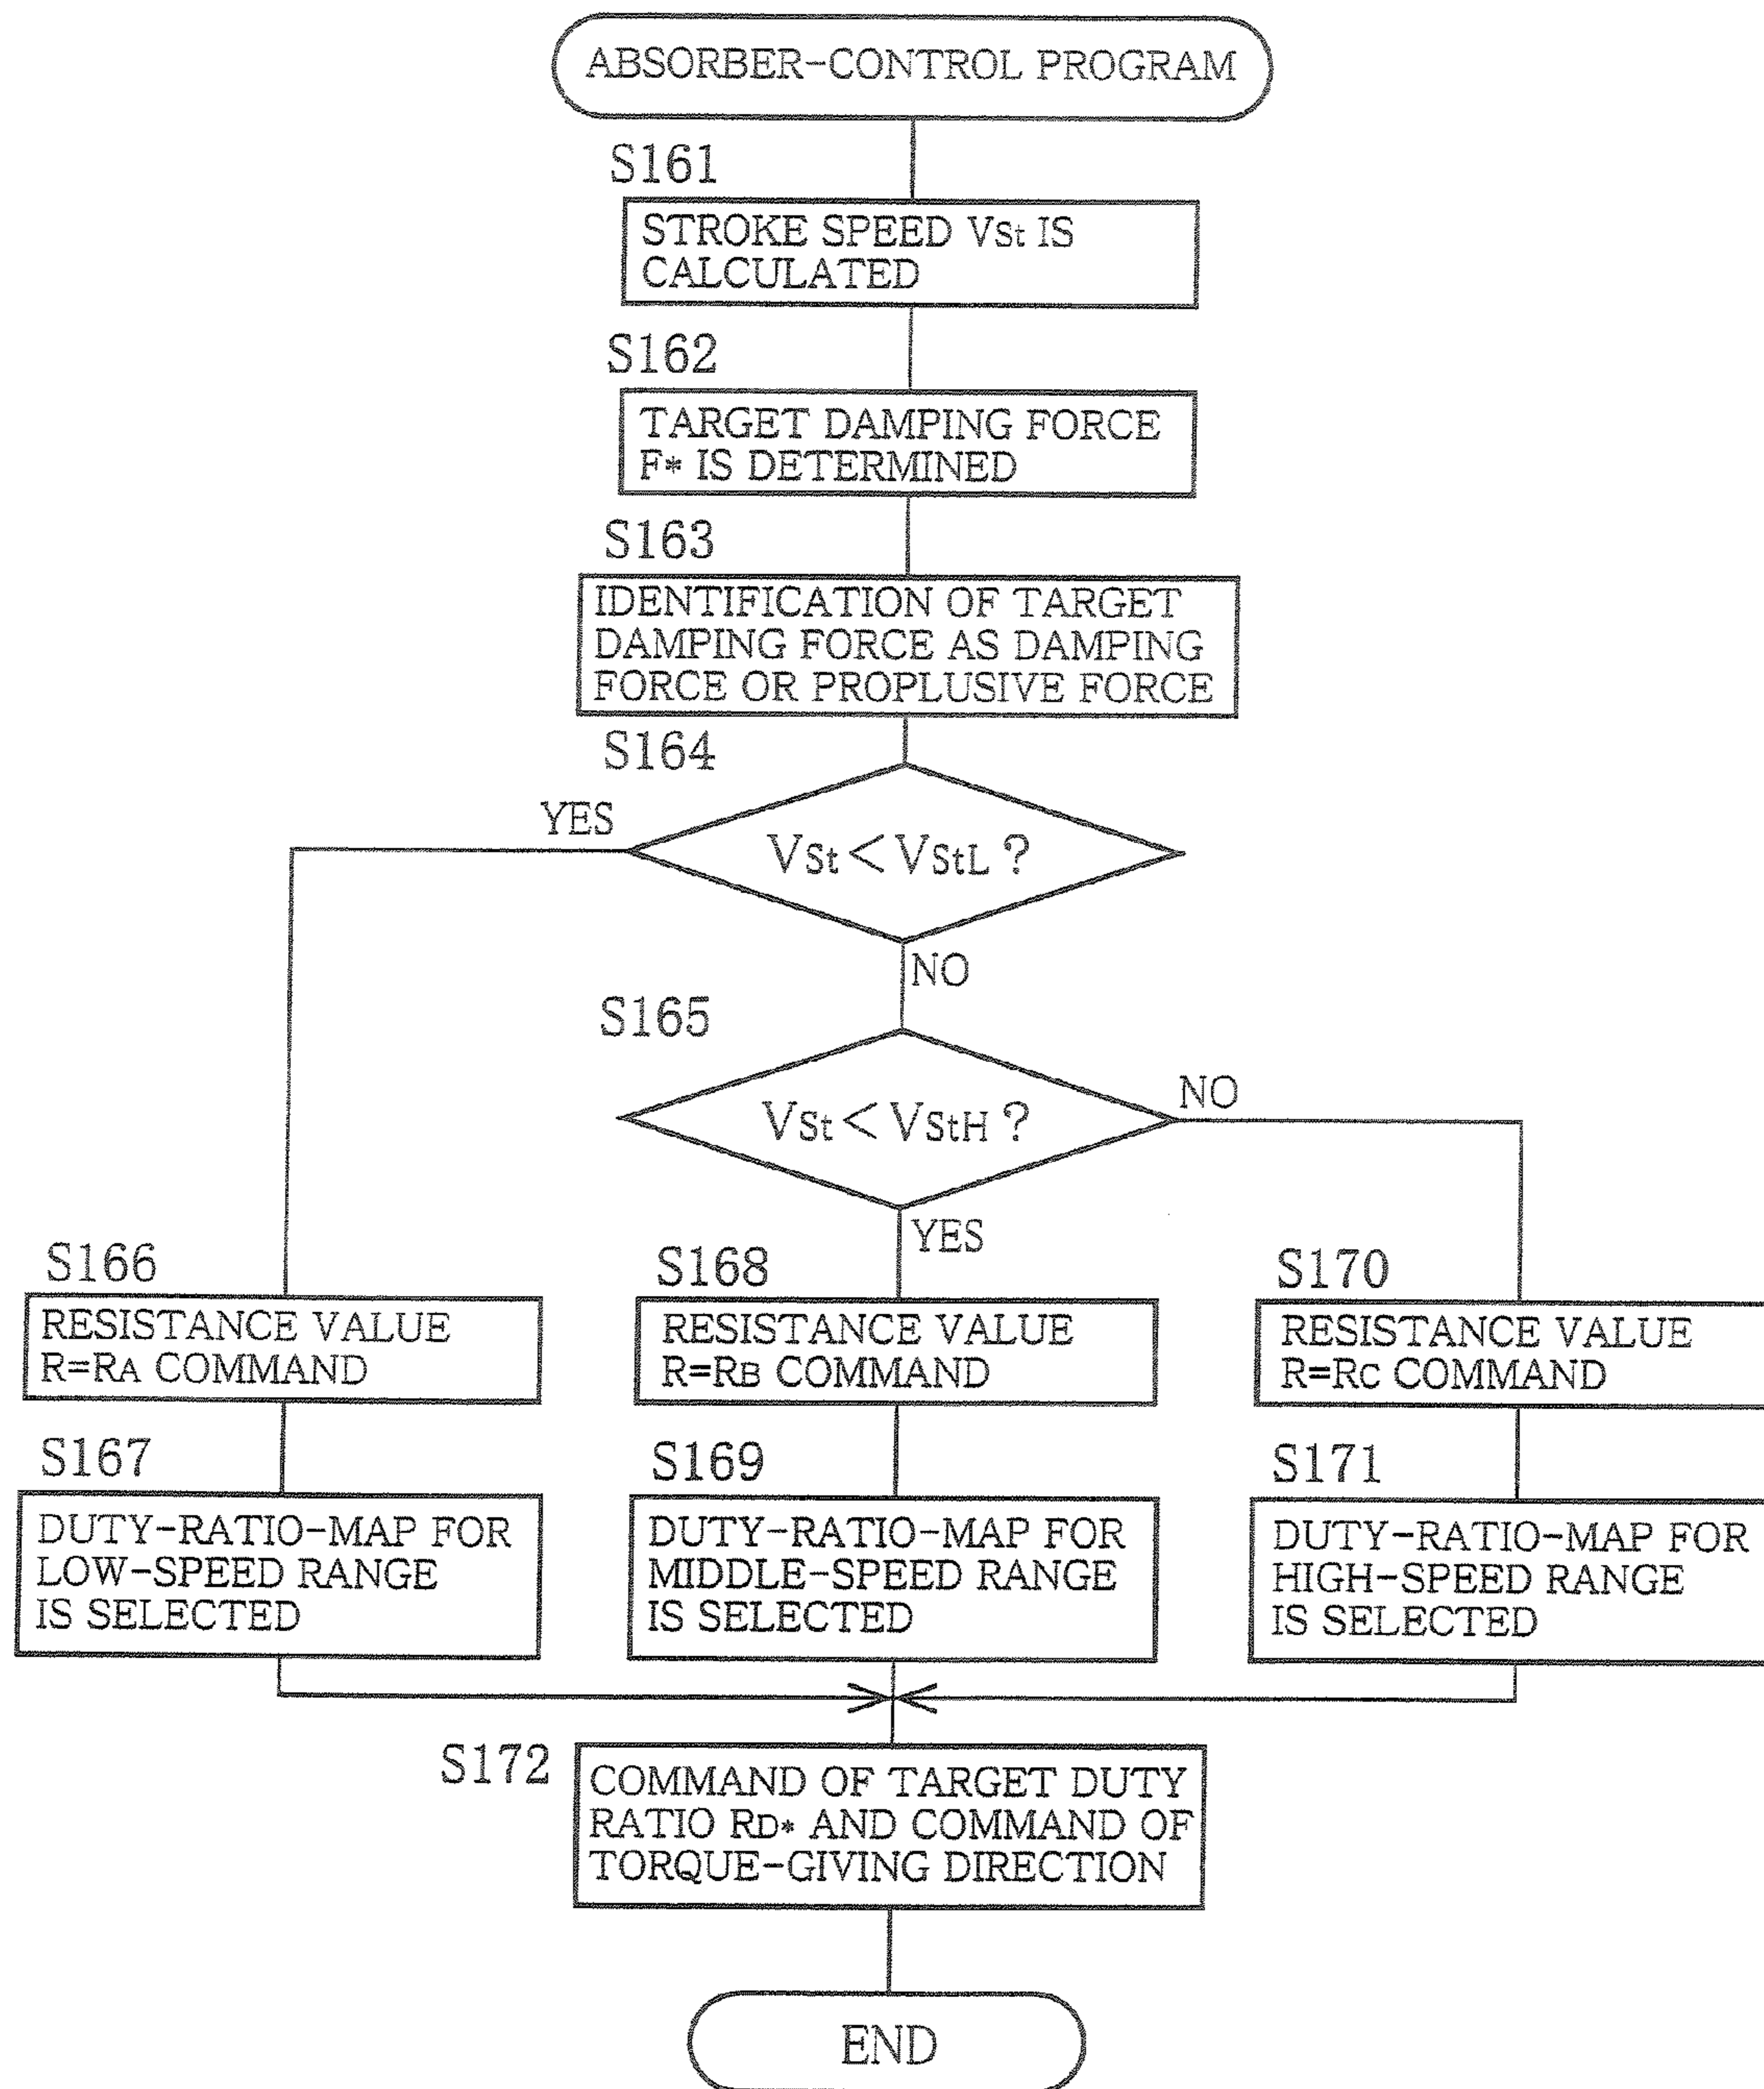 ABSORBER-CONTROL PROGRAM
S161
STROKE SPEED VSt IS
CALCULATED
S162
TARGET DAMPING FORCE
F* IS DETERMINED
S163
IDENTIFICATION OF TARGET
DAMPING FORCE AS DAMPING
FORCE OR PROPLUSIVE FORCE
S164
YES
VSt < VStL ?
NO
S165
VSt < VStH ?
NO
YES
S166
RESISTANCE VALUE
R=RA COMMAND
S168
RESISTANCE VALUE
R=RB COMMAND
S170
RESISTANCE VALUE
R=RC COMMAND
S167
DUTY-RATIO-MAP FOR
LOW-SPEED RANGE
IS SELECTED
S169
DUTY-RATIO-MAP FOR
MIDDLE-SPEED RANGE
IS SELECTED
S171
DUTY-RATIO-MAP FOR
HIGH-SPEED RANGE
IS SELECTED
S172
COMMAND OF TARGET DUTY
RATIO RD* AND COMMAND OF
TORQUE-GIVING DIRECTION
END